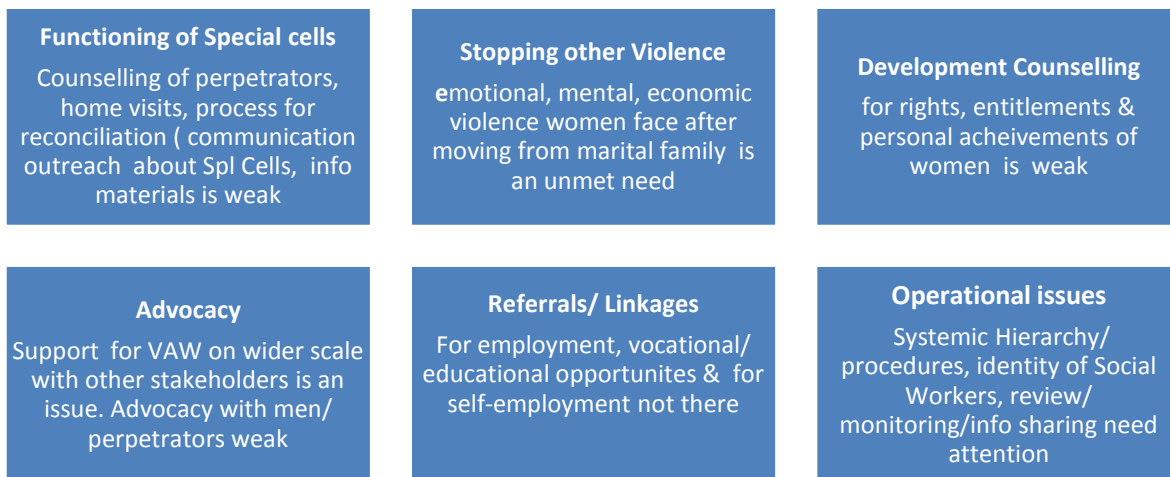 Functioning of Special cells
Counselling of perpetrators,
home visits, process for
reconciliation ( communication
outreach about Spl Cells, info
materials is weak
Stopping other Violence
emotional, mental, economic
violence women face after
moving from marital family is
an unmet need
Development Counselling
for rights, entitlements &
personal acheivements of
women is weak
Advocacy
Support for VAW on wider scale
with other stakeholders is an
issue. Advocacy with men/
perpetrators weak
Referrals/ Linkages
For employment, vocational/
educational opportunites & for
self-employment not there
Operational issues
Systemic Hierarchy/
procedures, identity of Social
Workers, review/
monitoring/info sharing need
attention